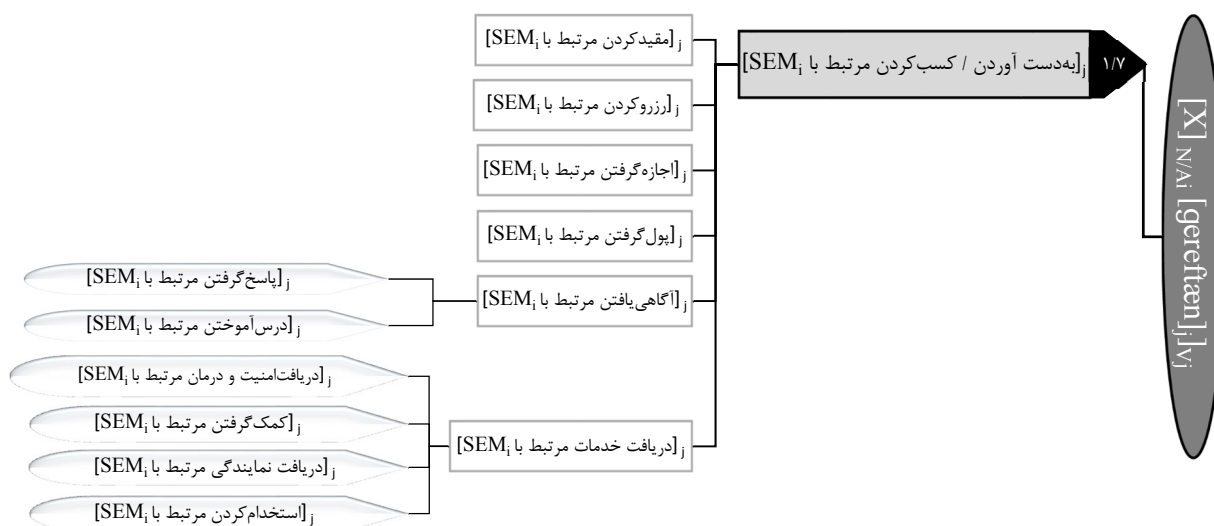 [X] N/Ai [gereftæn]j]Vj
۱/۷
[به‌دست آوردن / کسب‌کردن مرتبط با SEMi]j
[مقیدکردن مرتبط با SEMi]j
[رزروکردن مرتبط با SEMi]j
[اجازه‌گرفتن مرتبط با SEMi]j
[پول‌گرفتن مرتبط با SEMi]j
[آگاهی‌یافتن مرتبط با SEMi]j
[پاسخ‌گرفتن مرتبط با SEMi]j
[درس‌آموختن مرتبط با SEMi]j
[دریافت خدمات مرتبط با SEMi]j
[دریافت‌امنیت و درمان مرتبط با SEMi]j
[کمک‌گرفتن مرتبط با SEMi]j
[دریافت نمایندگی مرتبط با SEMi]j
[استخدام‌کردن مرتبط با SEMi]j